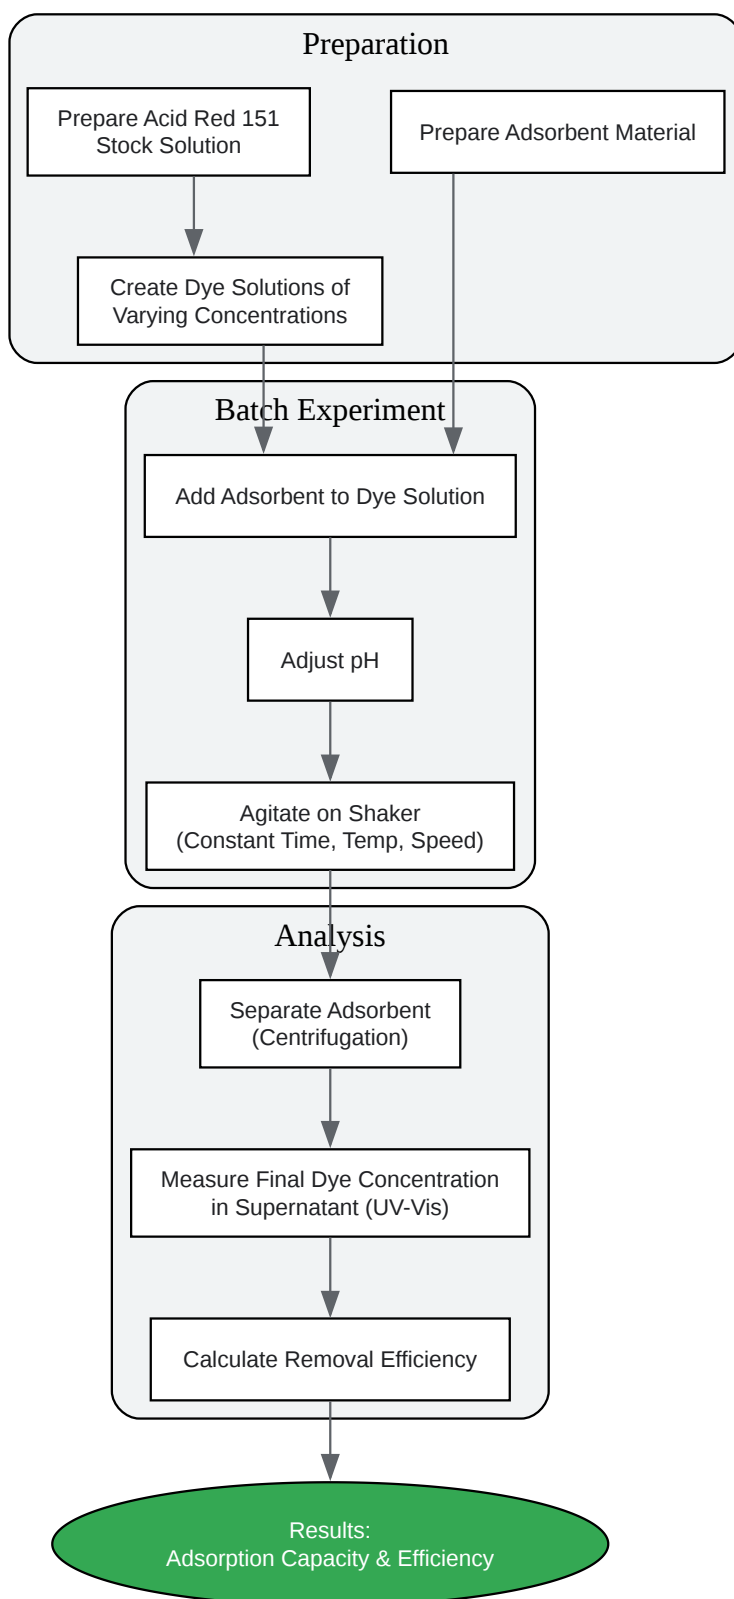 Preparation
Prepare Acid Red 151
Stock Solution
Prepare Adsorbent Material
Create Dye Solutions of
Varying Concentrations
Batch Experiment
Add Adsorbent to Dye Solution
Adjust pH
Agitate on Shaker
(Constant Time, Temp, Speed)
Analysis
Separate Adsorbent
(Centrifugation)
Measure Final Dye Concentration
in Supernatant (UV-Vis)
Calculate Removal Efficiency
Results:
Adsorption Capacity & Efficiency